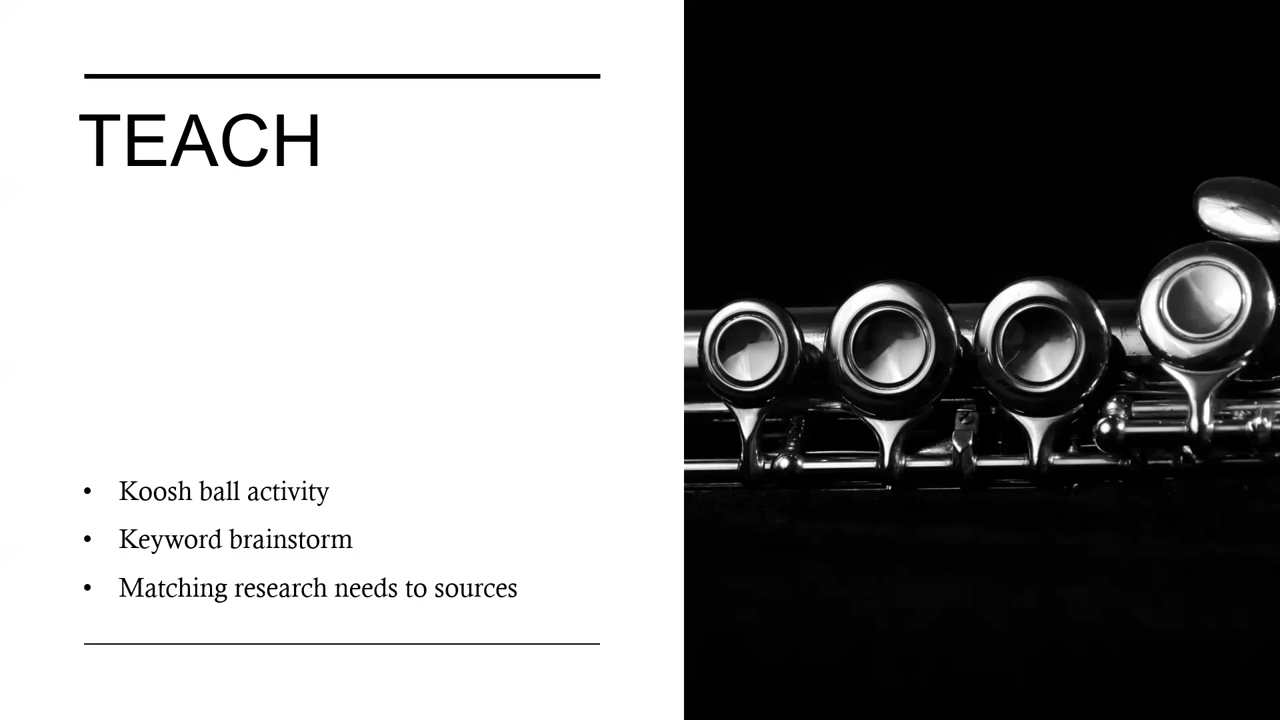 TEACH
• Koosh ball activity
• Keyword brainstorm
• Matching research needs to sources